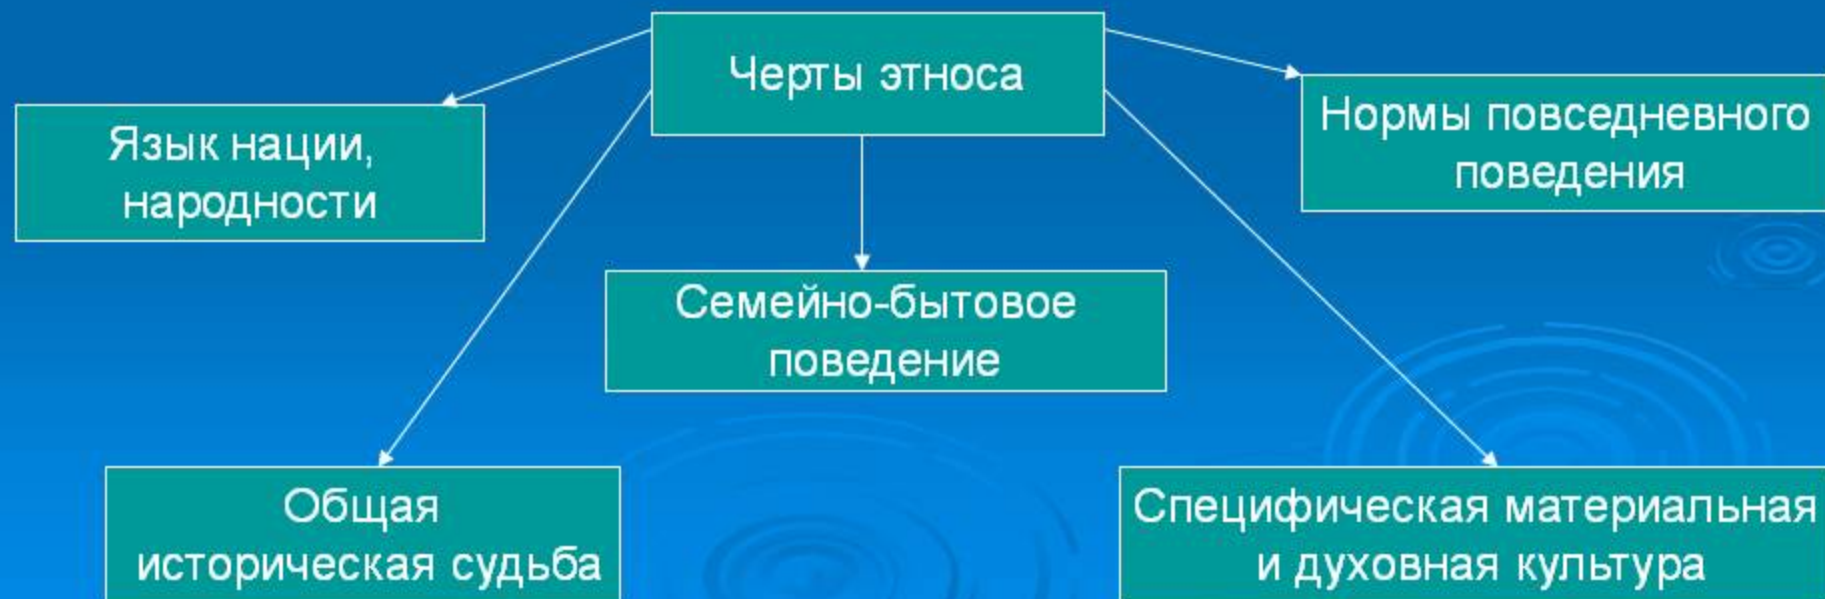 Черты этноса
Язык нации,
народности
Нормы повседневного
поведения
Семейно-бытовое
поведение
Общая
историческая судьба
Специфическая материальная
и духовная культура